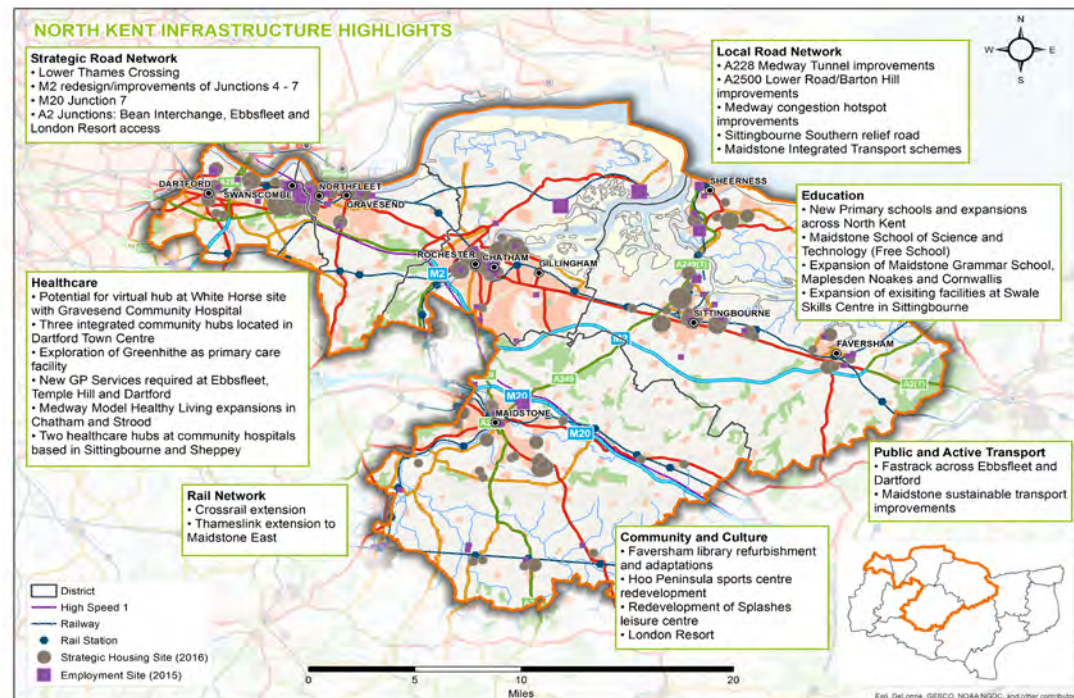 NORTH KENT INFRASTRUCTURE HIGHLIGHTS
Strategic Road Network
• Lower Thames Crossing
• M2 redesign/improvements of Junctions 4 - 7
• M20 Junction 7
• A2 Junctions: Bean Interchange, Ebbsfleet and
London Resort access
Local Road Network
• A228 Medway Tunnel improvements
• A2500 Lower Road/Barton Hill
improvements
• Medway congestion hotspot
improvements
• Sittingbourne Southern relief road
• Maidstone Integrated Transport schemes
N
W
E
S
Education
• New Primary schools and expansions
across North Kent
• Maidstone School of Science and
Technology (Free School)
• Expansion of Maidstone Grammar School,
Maplesden Noakes and Cornwallis
• Expansion of exisiting facilities at Swale
Skills Centre in Sittingbourne
DARTFORD
SWANSCOMBE
NORTHFLEET
GRAVESEND
SHEERNESS
ROCHESTER
CHATHAM
GILLINGHAM
M2
A249(T)
SITTINGBOURNE
FAVERSHAM
A2(T)
A249
M20
MAIDSTONE
M20
Healthcare
• Potential for virtual hub at White Horse site
with Gravesend Community Hospital
• Three integrated community hubs located in
Dartford Town Centre
• Exploration of Greenhithe as primary care
facility
• New GP Services required at Ebbsfleet,
Temple Hill and Dartford
• Medway Model Healthy Living expansions in
Chatham and Strood
• Two healthcare hubs at community hospitals
based in Sittingbourne and Sheppey
Rail Network
• Crossrail extension
• Thameslink extension to
Maidstone East
Public and Active Transport
• Fastrack across Ebbsfleet and
Dartford
• Maidstone sustainable transport
improvements
Community and Culture
• Faversham library refurbishment
and adaptations
• Hoo Peninsula sports centre
redevelopment
• Redevelopment of Splashes
leisure centre
• London Resort
District
High Speed 1
Railway
Rail Station
Strategic Housing Site (2016)
Employment Site (2015)
0 10 20
Miles
Esri, DeLorme, GEBCO, NOAA NGDC, and other contributors